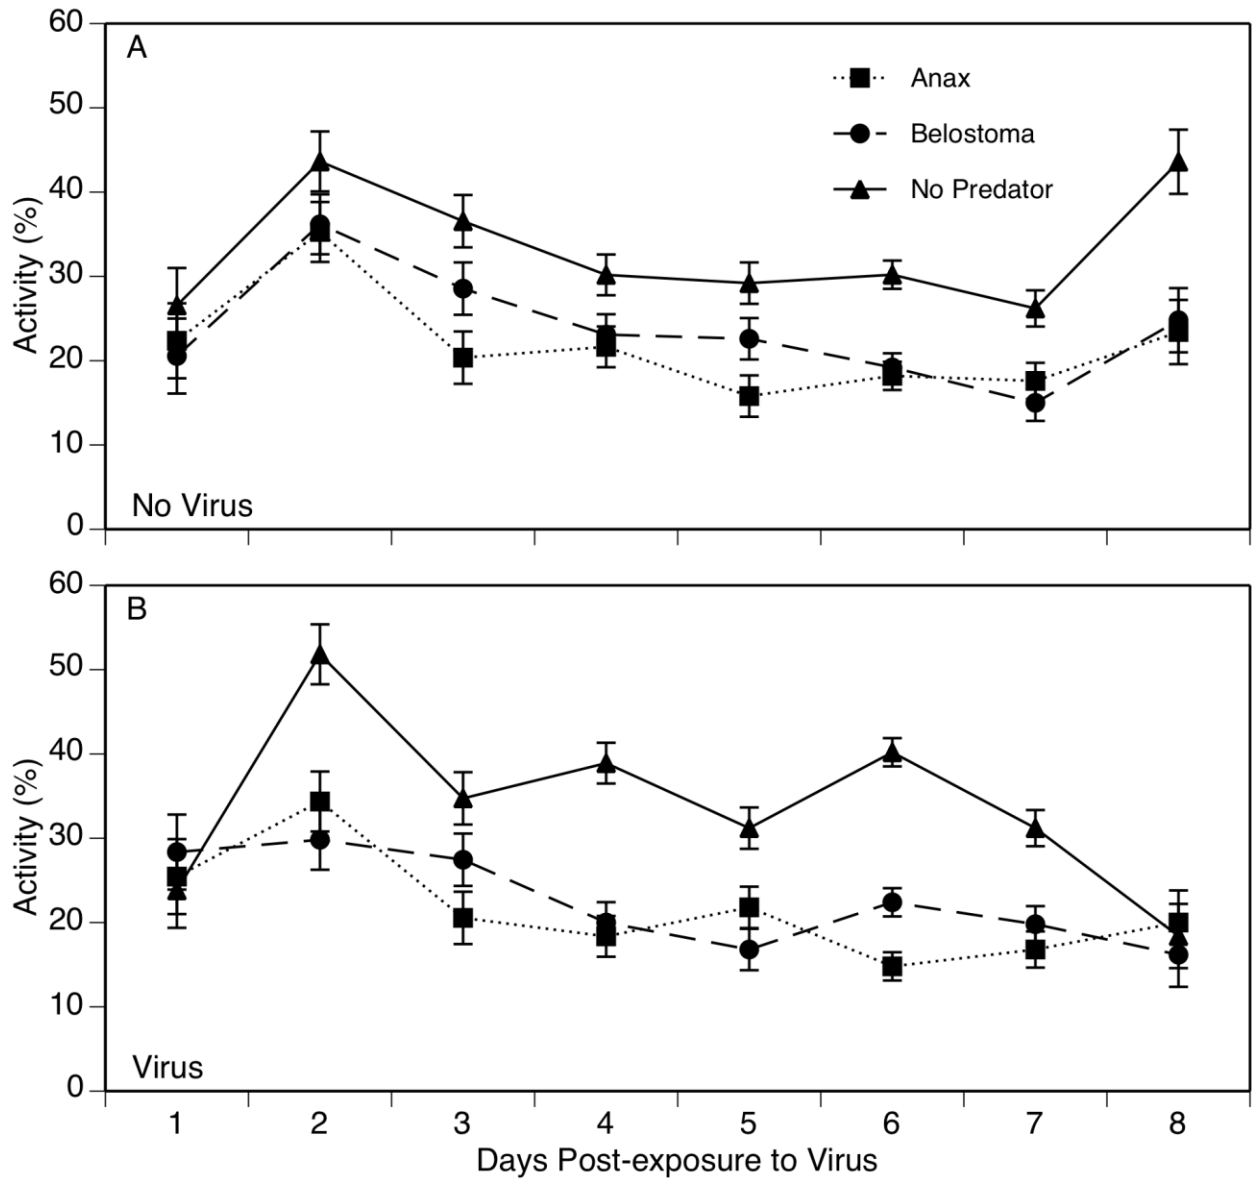 A
60
50
40
30
20
10
0
Activity (%)
Anax
Belostoma
No Predator
No Virus
B
60
50
40
30
20
10
0
Activity (%)
Virus
1 2 3 4 5 6 7 8
Days Post-exposure to Virus